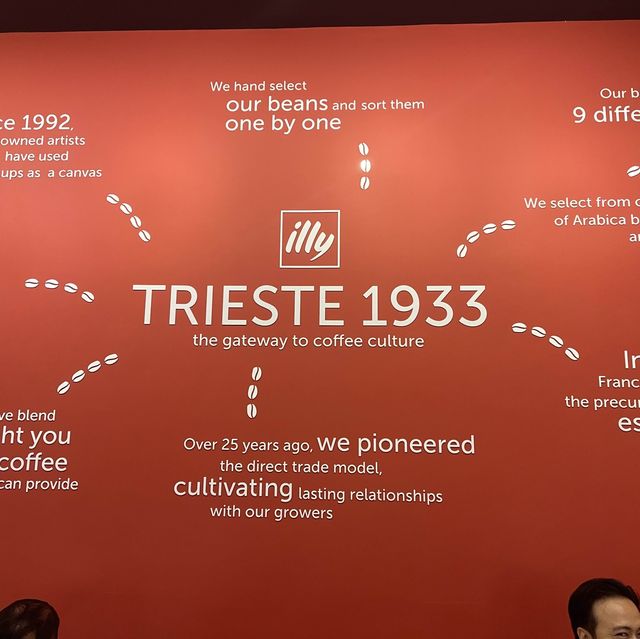 We hand select
our beans and sort them
one by one
ce 1992,
owned artists
have used
ups as a canvas
Our b
9 diffe
We select from
of Arabica b
illy
TRIESTE 1933
the gateway to coffee culture
ve blend
ht you
coffee
can provide
Over 25 years ago, we pioneered
the direct trade model,
cultivating lasting relationships
with our growers
In
Franc
the precur
es